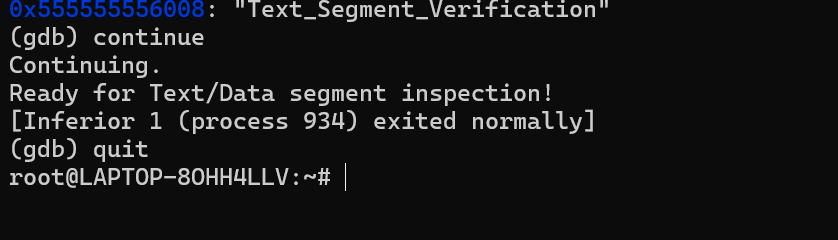 0x555555556008: "Text_Segment_Verification"
(gdb) continue
Continuing.
Ready for Text/Data segment inspection!
[Inferior 1 (process 934) exited normally]
(gdb) quit
root@LAPTOP-8OHH4LLV:~#